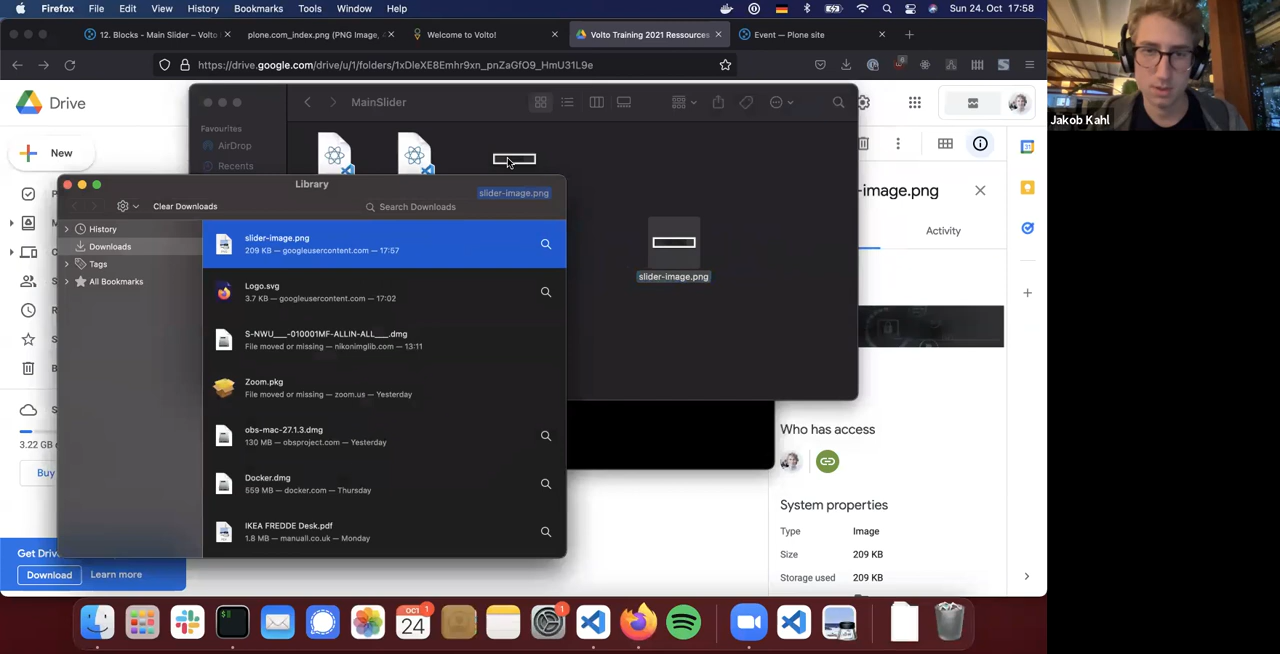 Firefox File Edit View History Bookmarks Tools Window Help
Sun 24. Oct 17:58
12. Blocks - Main Slider - Volto
plone.com_index.png (PNG Image,
Welcome to Volto!
Volto Training 2021 Ressources
Event — Plone site
https://drive.google.com/drive/u/1/folders/1xDIeXE8Emhr9xn_pnZaGfO9_HmU31L9e
Drive
New
3.22 GB
Buy
Get Driv
Download
Learn more
Favourites
AirDrop
Recents
MainSlider
slider-image.png
Library
slider-image.png
Clear Downloads
Search Downloads
History
Downloads
Tags
All Bookmarks
slider-image.png
209 KB — googleusercontent.com — 17:57
Logo.svg
3.7 KB — googleusercontent.com — 17:02
S-NWU___-010001MF-ALLIN-ALL___.dmg
File moved or missing — nikonimglib.com — 13:11
Zoom.pkg
File moved or missing — zoom.us — Yesterday
obs-mac-27.1.3.dmg
130 MB — obsproject.com — Yesterday
Docker.dmg
559 MB — docker.com — Thursday
IKEA FREDDE Desk.pdf
1.8 MB — manuall.co.uk — Monday
-image.png
Activity
Who has access
System properties
Type Image
Size 209 KB
Storage used 209 KB
OCT
24
1
1
Jakob Kahl